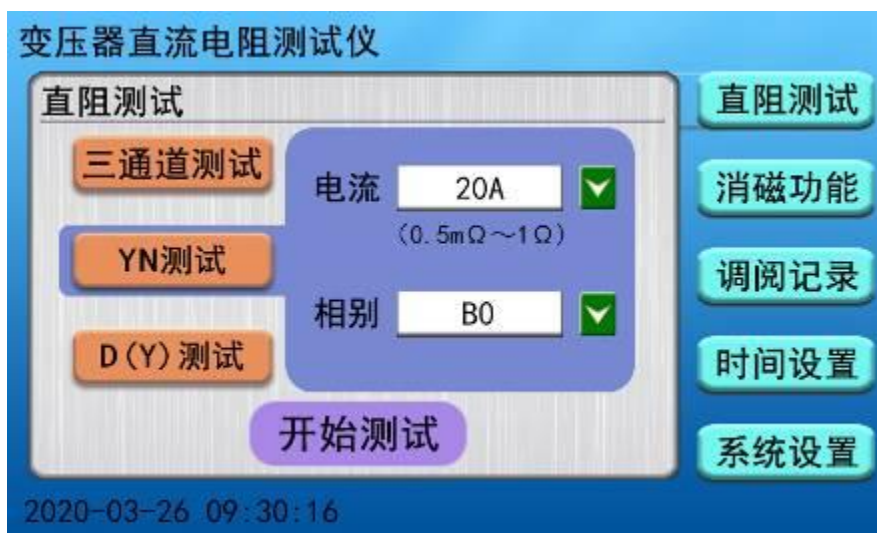 变压器直流电阻测试仪
直阻测试
三通道测试
YN测试
D(Y)测试
电流
20A
(0.5mΩ~1Ω)
相别
B0
开始测试
直阻测试
消磁功能
调阅记录
时间设置
系统设置
2020-03-26 09:30:16